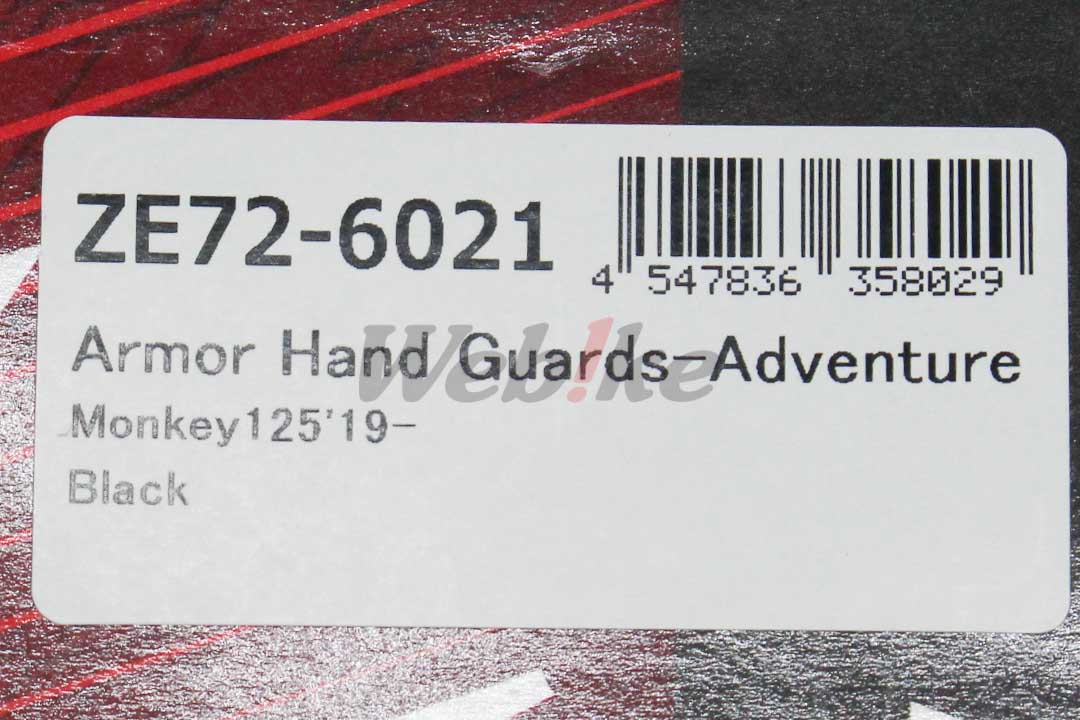 ZE72-6021
4 547836 358029
Armor Hand Guards-Adventure
Webike
Monkey125'19-
Black